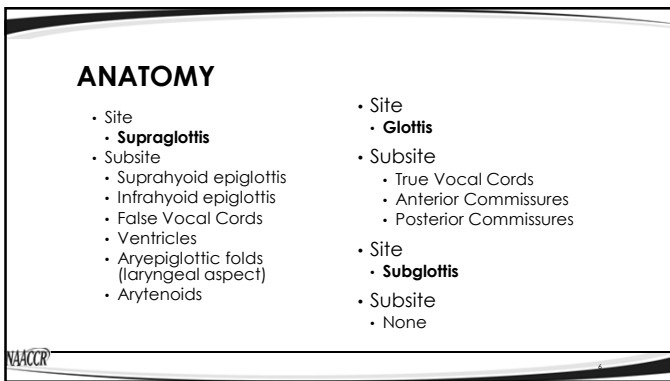 ANATOMY
• Site
• Supraglottis
• Subsite
• Suprahyoid epiglottis
• Infrahyoid epiglottis
• False Vocal Cords
• Ventricles
• Aryepiglottic folds
(laryngeal aspect)
• Arytenoids
• Site
• Glottis
• Subsite
• True Vocal Cords
• Anterior Commissures
• Posterior Commissures
• Site
• Subglottis
• Subsite
• None
NAACCR